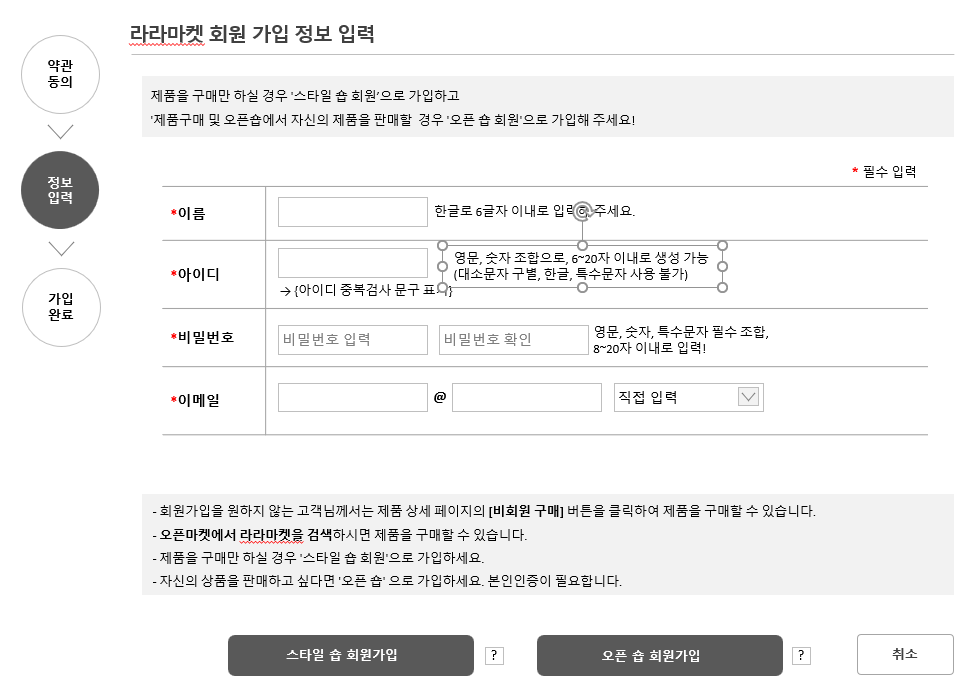 라라마켓 회원 가입 정보 입력
약관
동의
정보
입력
가입
완료
제품을 구매만 하실 경우 '스타일 숍 회원'으로 가입하고
'제품구매 및 오픈숍에서 자신의 제품을 판매할 경우 '오픈 숍 회원'으로 가입해 주세요!
* 필수 입력
*이름
한글로 6글자 이내로 주세요.
*아이디
영문, 숫자 조합으로, 6~20자 이내로 생성 가능
(대소문자 구별, 한글, 특수문자 사용 불가)
→ {아이디 중복검사 문구
*비밀번호
비밀번호 입력
비밀번호 확인
영문, 숫자, 특수문자 필수 조합,
8~20자 이내로 입력!
*이메일
@
직접 입력
- 회원가입을 원하지 않는 고객님께서는 제품 상세 페이지의 [비회원 구매] 버튼을 클릭하여 제품을 구매할 수 있습니다.
- 오픈마켓에서 라라마켓을 검색하시면 제품을 구매할 수 있습니다.
- 제품을 구매만 하실 경우 '스타일 숍 회원'으로 가입하세요.
- 자신의 상품을 판매하고 싶다면 '오픈 숍' 으로 가입하세요. 본인인증이 필요합니다.
스타일 숍 회원가입
?
오픈 숍 회원가입
?
취소